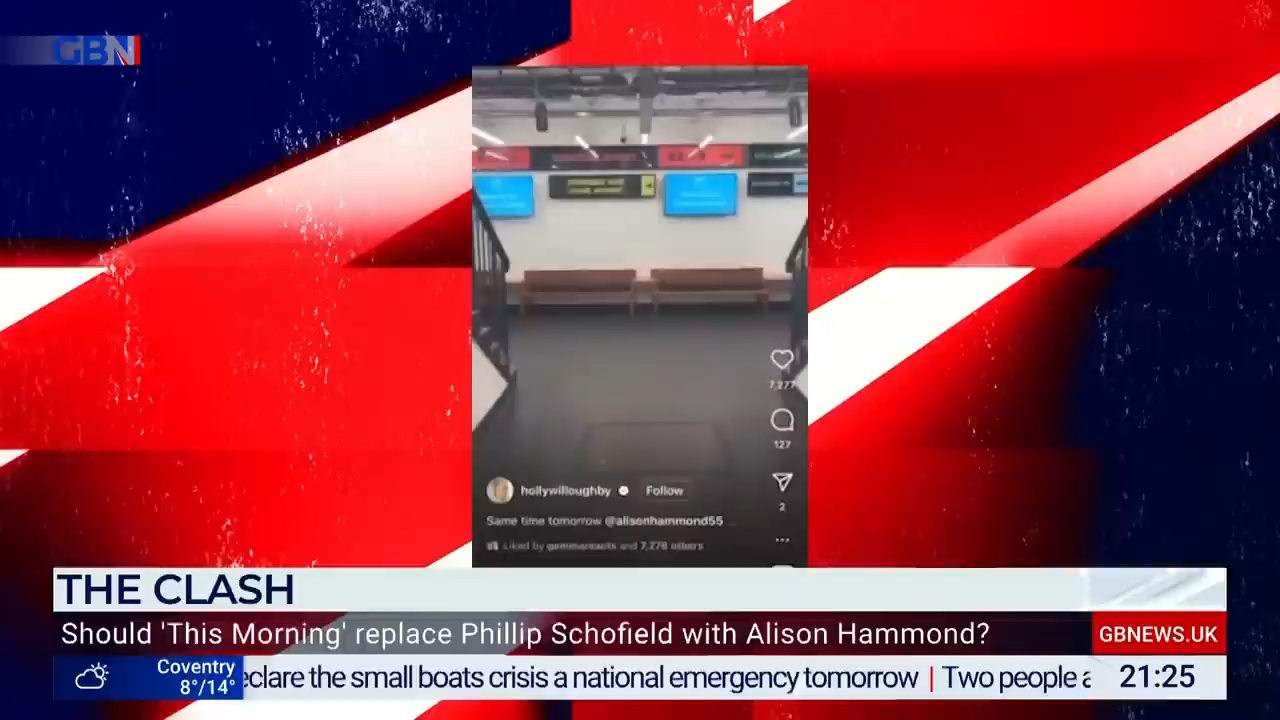 GBN
7,277
127
hollywilloughby Follow
2
Same time tomorrow @alisonhammond55
Liked by gemmareacts and 7,276 others
THE CLASH
Should 'This Morning' replace Phillip Schofield with Alison Hammond?
GBNEWS.UK
Coventry
8°/14°
eclare the small boats crisis a national emergency tomorrow | Two people a
21:25